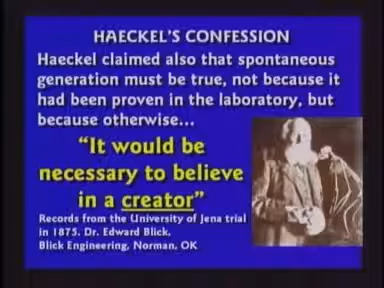 HAECKEL'S CONFESSION
Haeckel claimed also that spontaneous
generation must be true, not because it
had been proven in the laboratory, but
because otherwise...
"It would be
necessary to believe
in a creator"
Records from the University of Jena trial
in 1875. Dr. Edward Blick,
Blick Engineering, Norman, OK